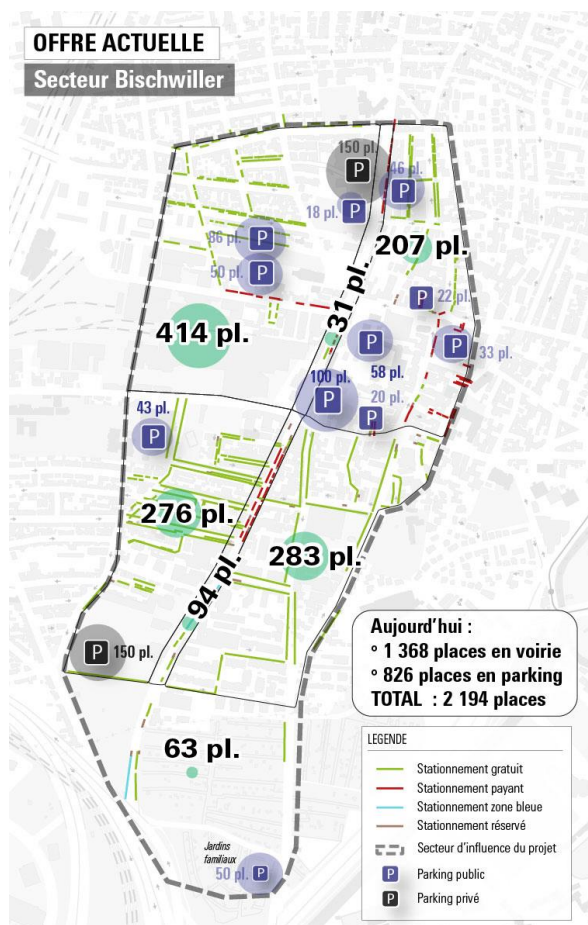 OFFRE ACTUELLE
Secteur Bischwiller
150 pl.
P
46 pl.
P
18 pl.
P
207 pl.
86 pl.
P
50 pl.
P
22 pl.
P
31 pl.
414 pl.
P
58 pl.
P
33 pl.
100 pl.
P
20 pl.
P
43 pl.
P
276 pl.
283 pl.
94 pl.
P
150 pl.
Aujourd'hui :
° 1 368 places en voirie
° 826 places en parking
TOTAL : 2 194 places
63 pl.
Jardins
familiaux
50 pl.
P
LEGENDE
Stationnement gratuit
Stationnement payant
Stationnement zone bleue
Stationnement réservé
Secteur d'influence du projet
P Parking public
P Parking privé